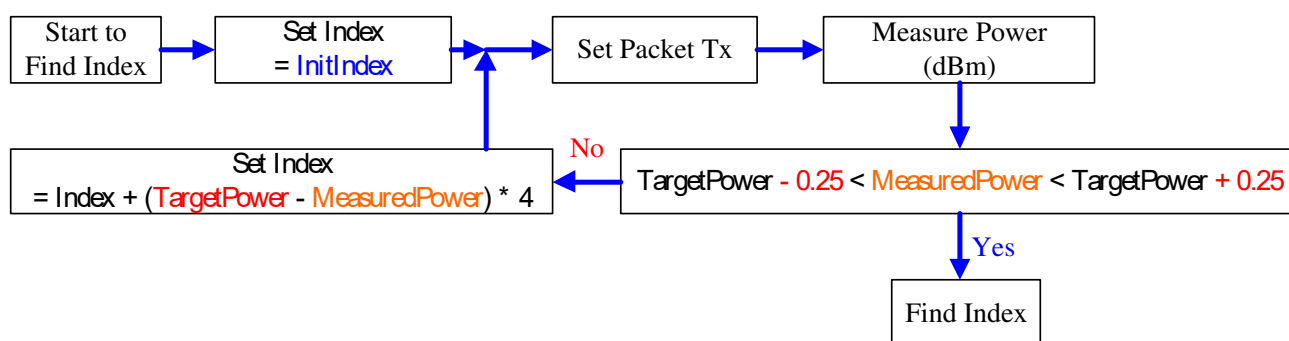 Start to
Find Index
Set Index
= InitIndex
Set Packet Tx
Measure Power
(dBm)
Set Index
= Index + (TargetPower - MeasuredPower) * 4
No
TargetPower - 0.25 < MeasuredPower < TargetPower + 0.25
Yes
Find Index